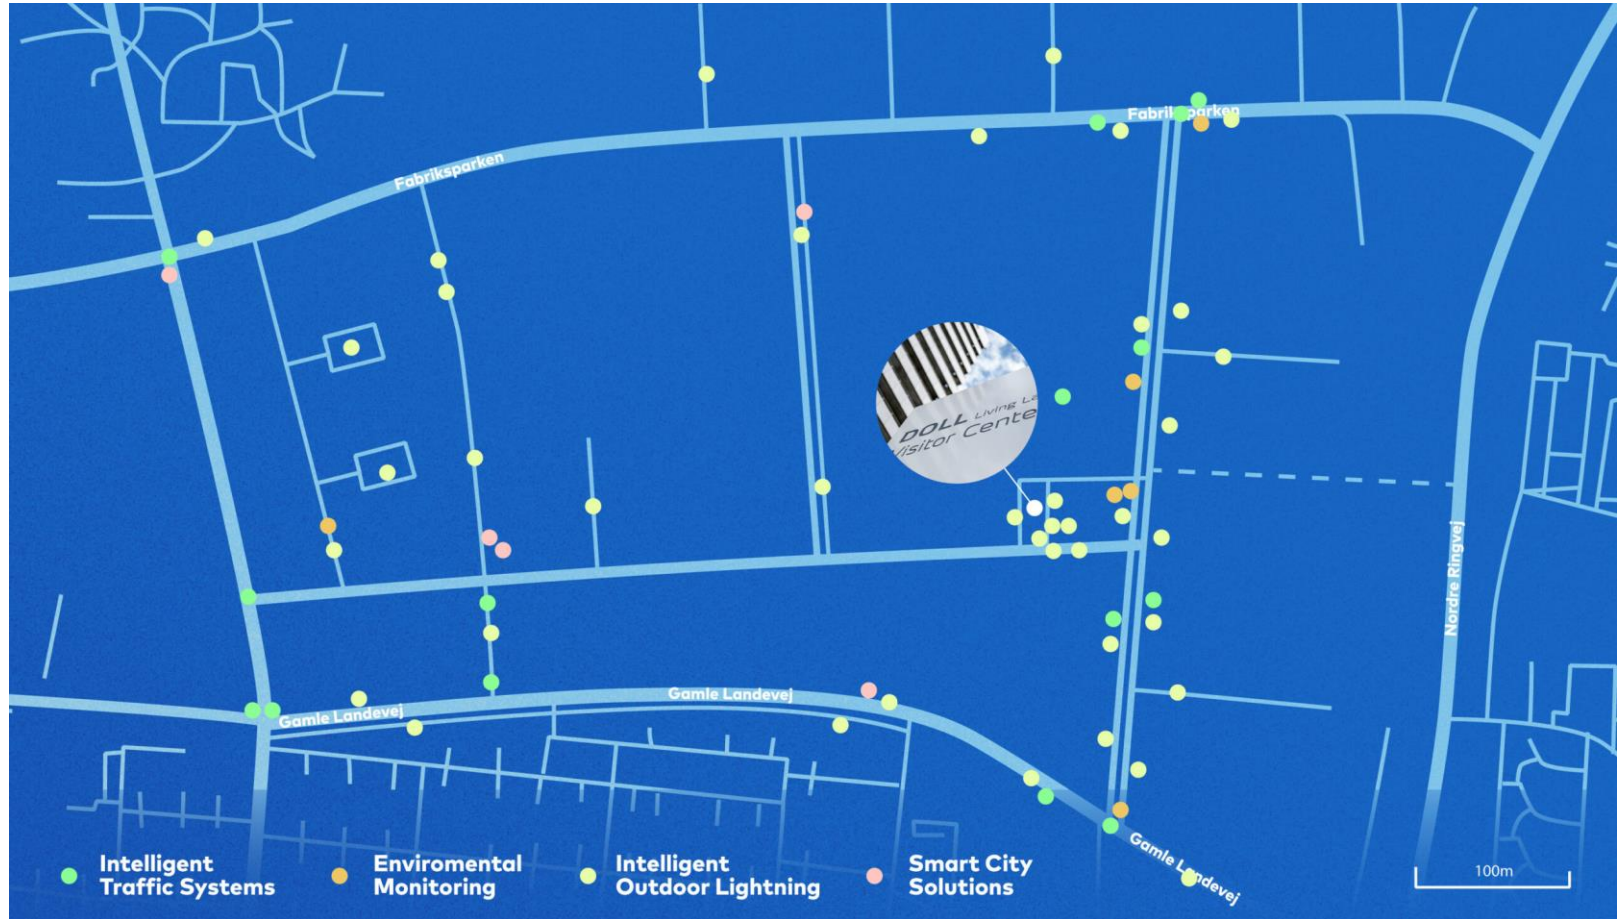 Fabriksparken
Fabriksparken
DOLL Living La
Visitor Cente
Nordre Ringvej
Gamle Landevej
Gamle Landevej
Gamle Landevej
Intelligent
Traffic Systems
Enviromental
Monitoring
Intelligent
Outdoor Lightning
Smart City
Solutions
100m